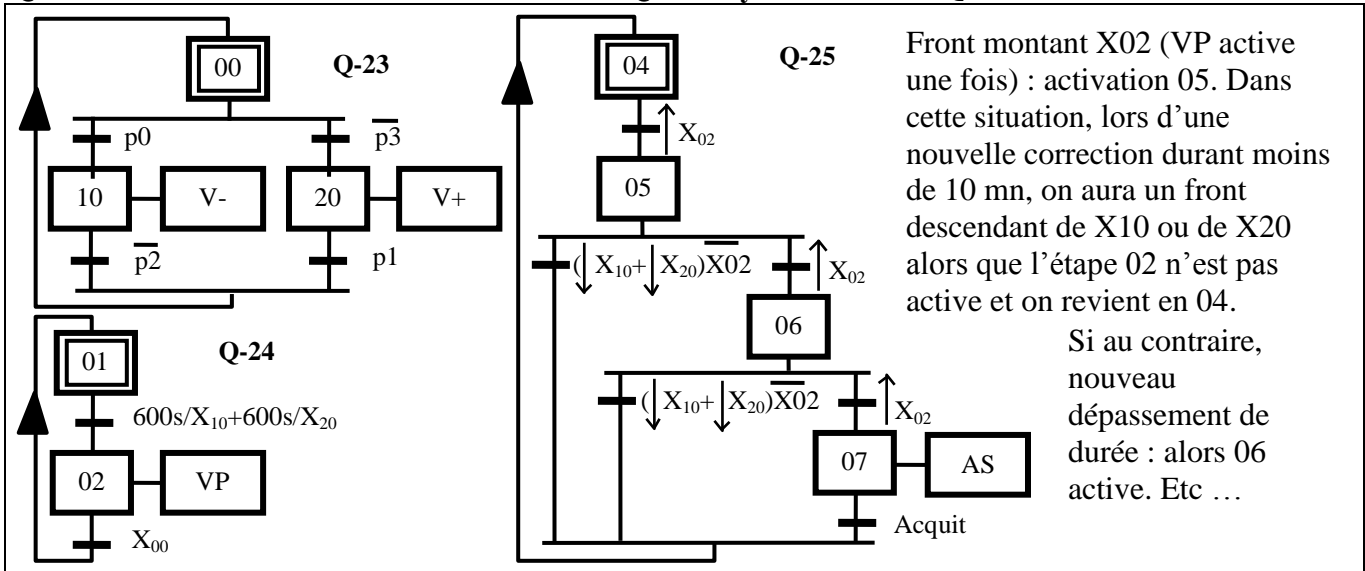 00
Q-23
p0
p3̅
10
V-
20
V+
p2̅
p1
01
Q-24
600s/X₁₀+600s/X₂₀
02
VP
X₀₀
04
Q-25
X₀₂
05
(↓X₁₀+↓X₂₀)X̅0̅2̅
↑X₀₂
06
(↓X₁₀+↓X₂₀)X̅0̅2̅
↑X₀₂
07
AS
Acquit
Front montant X02 (VP active
une fois) : activation 05. Dans
cette situation, lors d’une
nouvelle correction durant moins
de 10 mn, on aura un front
descendant de X10 ou de X20
alors que l’étape 02 n’est pas
active et on revient en 04.
Si au contraire,
nouveau
dépassement de
durée : alors 06
active. Etc …